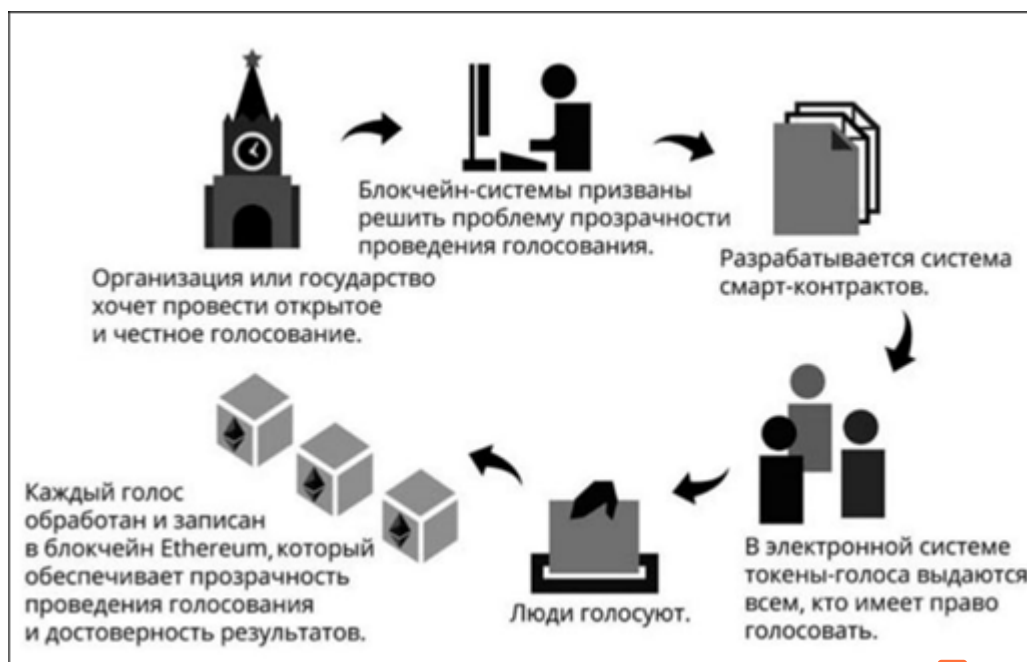 Организация или государство
хочет провести открытое
и честное голосование.
Блокчейн-системы призваны
решить проблему прозрачности
проведения голосования.
Разрабатывается система
смарт-контрактов.
В электронной системе
токены-голоса выдаются
всем, кто имеет право
голосовать.
Люди голосуют.
Каждый голос
обработан и записан
в блокчейн Ethereum, который
обеспечивает прозрачность
проведения голосования
и достоверность результатов.